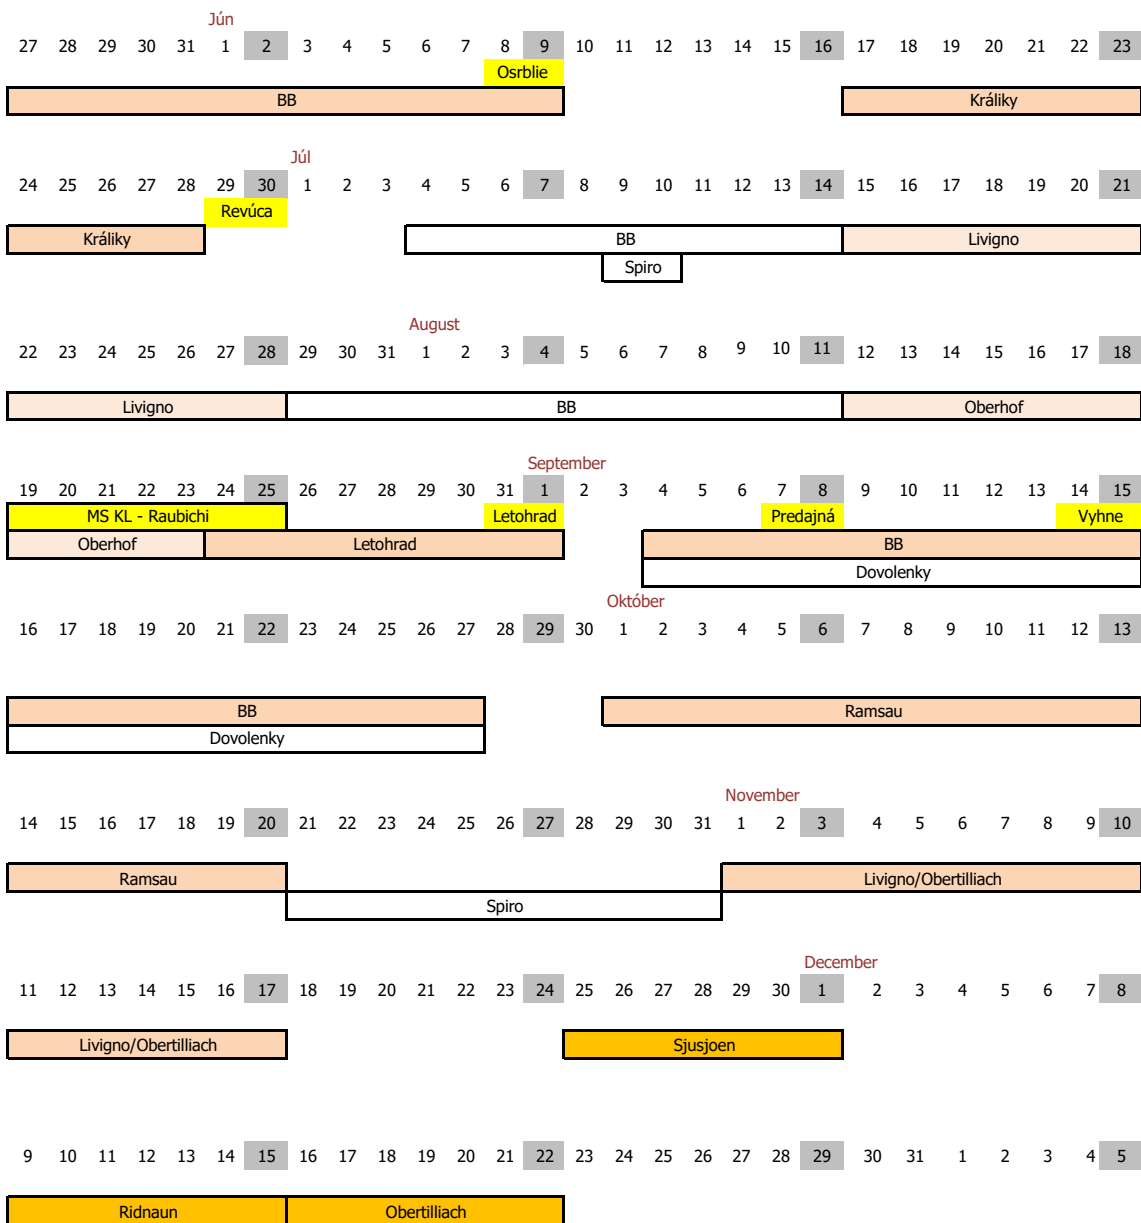 Jún
27 28 29 30 31 1 2 3 4 5 6 7 8 9 10 11 12 13 14 15 16 17 18 19 20 21 22 23
Osrblie
BB Králiky
Júl
24 25 26 27 28 29 30 1 2 3 4 5 6 7 8 9 10 11 12 13 14 15 16 17 18 19 20 21
Revúca
Králiky BB Livigno
Spiro
August
22 23 24 25 26 27 28 29 30 31 1 2 3 4 5 6 7 8 9 10 11 12 13 14 15 16 17 18
Livigno BB Oberhof
September
19 20 21 22 23 24 25 26 27 28 29 30 31 1 2 3 4 5 6 7 8 9 10 11 12 13 14 15
MS KL - Raubichi Letohrad Predajná Vyhne
Oberhof Letohrad BB
Dovolenky
Október
16 17 18 19 20 21 22 23 24 25 26 27 28 29 30 1 2 3 4 5 6 7 8 9 10 11 12 13
BB Ramsau
Dovolenky
November
14 15 16 17 18 19 20 21 22 23 24 25 26 27 28 29 30 31 1 2 3 4 5 6 7 8 9 10
Ramsau Livigno/Obertilliach
Spiro
December
11 12 13 14 15 16 17 18 19 20 21 22 23 24 25 26 27 28 29 30 1 2 3 4 5 6 7 8
Livigno/Obertilliach Sjusjoen
9 10 11 12 13 14 15 16 17 18 19 20 21 22 23 24 25 26 27 28 29 30 31 1 2 3 4 5
Ridnaun Obertilliach